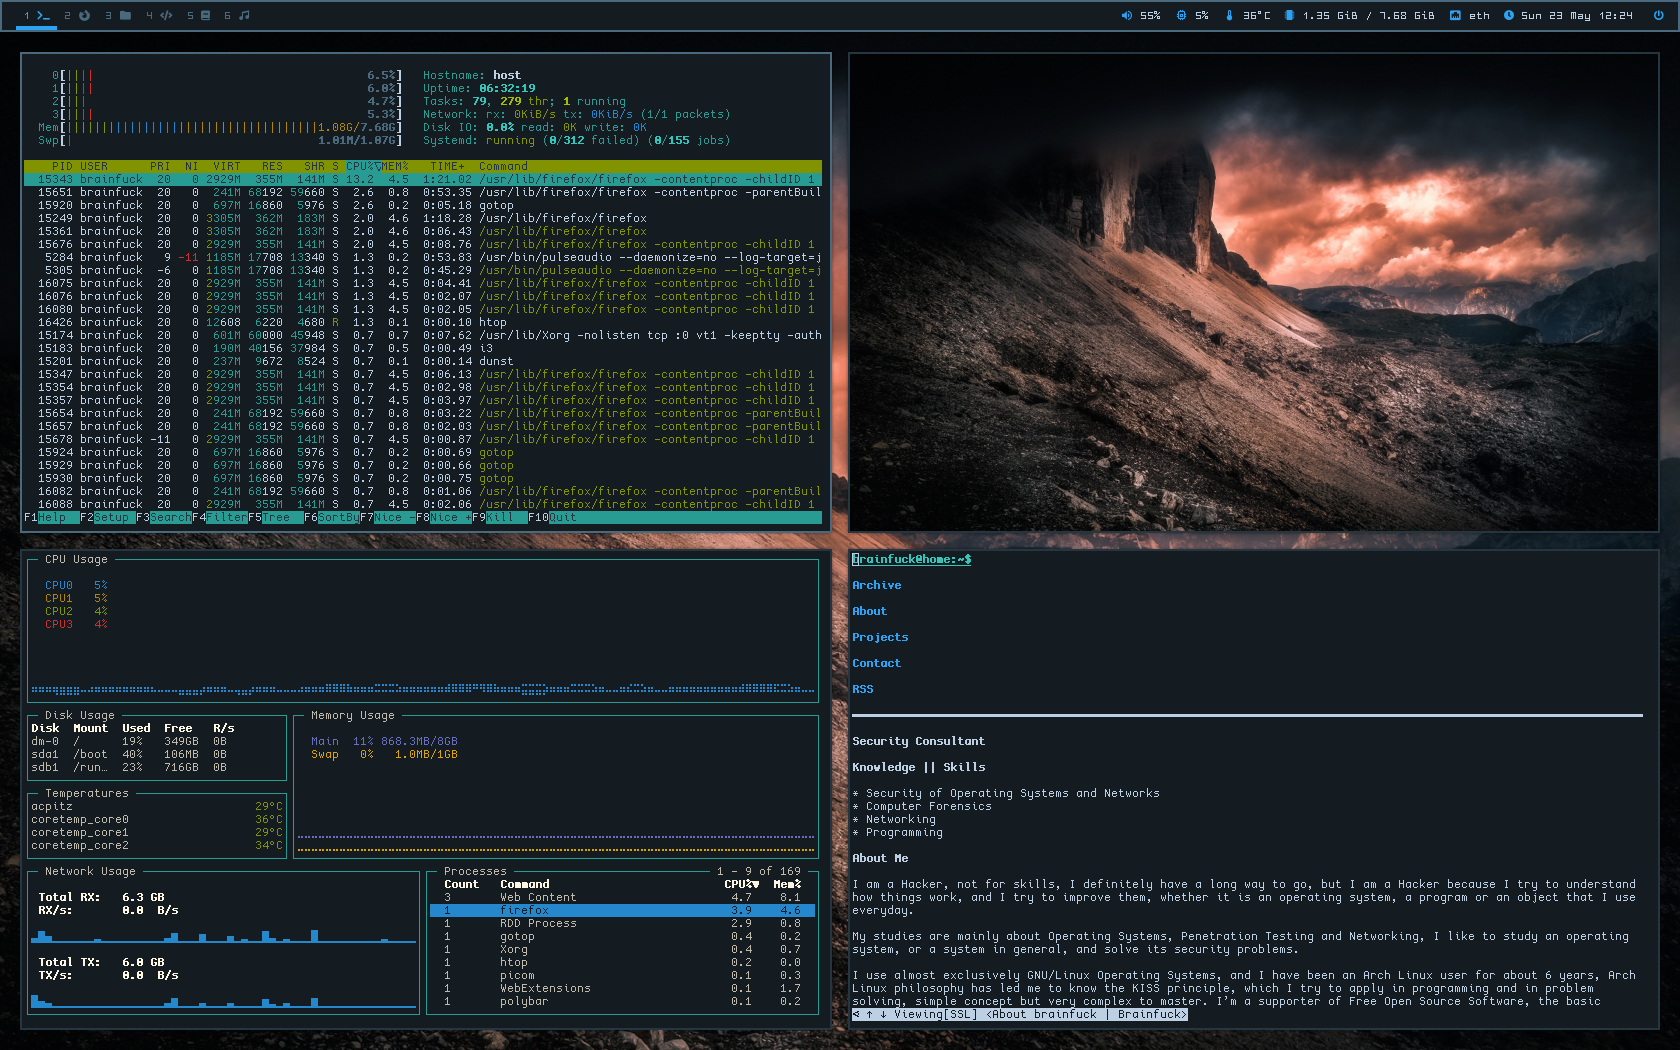 1 2 3 4 5 6 55% 5% 36°C 1.35 GiB / 7.68 GiB eth Sun 23 May 12:24
0[|||| 6.5%] Hostname: host
1[|||| 6.0%] Uptime: 06:32:19
2[||| 4.7%] Tasks: 79, 279 thr; 1 running
3[|||| 5.3%] Network: rx: 0KiB/s tx: 0KiB/s (1/1 packets)
Mem[||||||||||||||||||||||||||||||||||||1.08G/7.68G] Disk IO: 0.0% read: 0K write: 0K
Swp[| 1.01M/1.07G] Systemd: running (0/312 failed) (0/155 jobs)
PID USER PRI NI VIRT RES SHR S CPU%▽MEM% TIME+ Command
15343 brainfuck 20 0 2929M 355M 141M S 13.2 4.5 1:21.02 /usr/lib/firefox/firefox -contentproc -childID 1
15651 brainfuck 20 0 241M 68192 59660 S 2.6 0.8 0:53.35 /usr/lib/firefox/firefox -contentproc -parentBuil
15920 brainfuck 20 0 697M 16860 5976 S 2.6 0.2 0:05.18 gotop
15249 brainfuck 20 0 3305M 362M 183M S 2.0 4.6 1:18.28 /usr/lib/firefox/firefox
15361 brainfuck 20 0 3305M 362M 183M S 2.0 4.6 0:06.43 /usr/lib/firefox/firefox
15676 brainfuck 20 0 2929M 355M 141M S 2.0 4.5 0:08.76 /usr/lib/firefox/firefox -contentproc -childID 1
5284 brainfuck 9 -11 1185M 17708 13340 S 1.3 0.2 0:53.83 /usr/bin/pulseaudio --daemonize=no --log-target=j
5305 brainfuck -6 0 1185M 17708 13340 S 1.3 0.2 0:45.29 /usr/bin/pulseaudio --daemonize=no --log-target=j
16075 brainfuck 20 0 2929M 355M 141M S 1.3 4.5 0:04.41 /usr/lib/firefox/firefox -contentproc -childID 1
16076 brainfuck 20 0 2929M 355M 141M S 1.3 4.5 0:02.07 /usr/lib/firefox/firefox -contentproc -childID 1
16080 brainfuck 20 0 2929M 355M 141M S 1.3 4.5 0:02.05 /usr/lib/firefox/firefox -contentproc -childID 1
16426 brainfuck 20 0 12608 6220 4680 R 1.3 0.1 0:00.10 htop
15174 brainfuck 20 0 601M 60000 45948 S 0.7 0.7 0:07.62 /usr/lib/Xorg -nolisten tcp :0 vt1 -keeptty -auth
15183 brainfuck 20 0 190M 40156 37984 S 0.7 0.5 0:00.49 i3
15201 brainfuck 20 0 237M 9672 8524 S 0.7 0.1 0:00.14 dunst
15347 brainfuck 20 0 2929M 355M 141M S 0.7 4.5 0:06.13 /usr/lib/firefox/firefox -contentproc -childID 1
15354 brainfuck 20 0 2929M 355M 141M S 0.7 4.5 0:02.98 /usr/lib/firefox/firefox -contentproc -childID 1
15357 brainfuck 20 0 2929M 355M 141M S 0.7 4.5 0:03.97 /usr/lib/firefox/firefox -contentproc -childID 1
15654 brainfuck 20 0 241M 68192 59660 S 0.7 0.8 0:03.22 /usr/lib/firefox/firefox -contentproc -parentBuil
15657 brainfuck 20 0 241M 68192 59660 S 0.7 0.8 0:02.03 /usr/lib/firefox/firefox -contentproc -parentBuil
15678 brainfuck -11 0 2929M 355M 141M S 0.7 4.5 0:00.87 /usr/lib/firefox/firefox -contentproc -childID 1
15924 brainfuck 20 0 697M 16860 5976 S 0.7 0.2 0:00.69 gotop
15929 brainfuck 20 0 697M 16860 5976 S 0.7 0.2 0:00.66 gotop
15930 brainfuck 20 0 697M 16860 5976 S 0.7 0.2 0:00.75 gotop
16082 brainfuck 20 0 241M 68192 59660 S 0.7 0.8 0:01.06 /usr/lib/firefox/firefox -contentproc -parentBuil
16088 brainfuck 20 0 2929M 355M 141M S 0.7 4.5 0:02.06 /usr/lib/firefox/firefox -contentproc -childID 1
F1Help F2Setup F3SearchF4FilterF5Tree F6SortByF7Nice -F8Nice +F9Kill F10Quit
CPU Usage
CPU0 5%
CPU1 5%
CPU2 4%
CPU3 4%
Disk Usage
Disk Mount Used Free R/s
dm-0 / 19% 349GB 0B
sda1 /boot 40% 106MB 0B
sdb1 /run… 23% 716GB 0B
Memory Usage
Main 11% 868.3MB/8GB
Swap 0% 1.0MB/1GB
Temperatures
acpitz 29°C
coretemp_core0 36°C
coretemp_core1 29°C
coretemp_core2 34°C
Network Usage
Total RX: 6.3 GB
RX/s: 0.0 B/s
Total TX: 6.0 GB
TX/s: 0.0 B/s
Processes 1 - 9 of 169
Count Command CPU%▼ Mem%
3 Web Content 4.7 8.1
1 firefox 3.9 4.6
1 RDD Process 2.9 0.8
1 gotop 0.4 0.2
1 Xorg 0.4 0.7
1 htop 0.2 0.0
1 picom 0.1 0.3
1 WebExtensions 0.1 1.7
1 polybar 0.1 0.2
brainfuck@home:~$
Archive
About
Projects
Contact
RSS
Security Consultant
Knowledge || Skills
* Security of Operating Systems and Networks
* Computer Forensics
* Networking
* Programming
About Me
I am a Hacker, not for skills, I definitely have a long way to go, but I am a Hacker because I try to understand
how things work, and I try to improve them, whether it is an operating system, a program or an object that I use
everyday.
My studies are mainly about Operating Systems, Penetration Testing and Networking, I like to study an operating
system, or a system in general, and solve its security problems.
I use almost exclusively GNU/Linux Operating Systems, and I have been an Arch Linux user for about 6 years, Arch
Linux philosophy has led me to know the KISS principle, which I try to apply in programming and in problem
solving, simple concept but very complex to master. I'm a supporter of Free Open Source Software, the basic
< ↑ ↓ Viewing[SSL] <About brainfuck | Brainfuck>